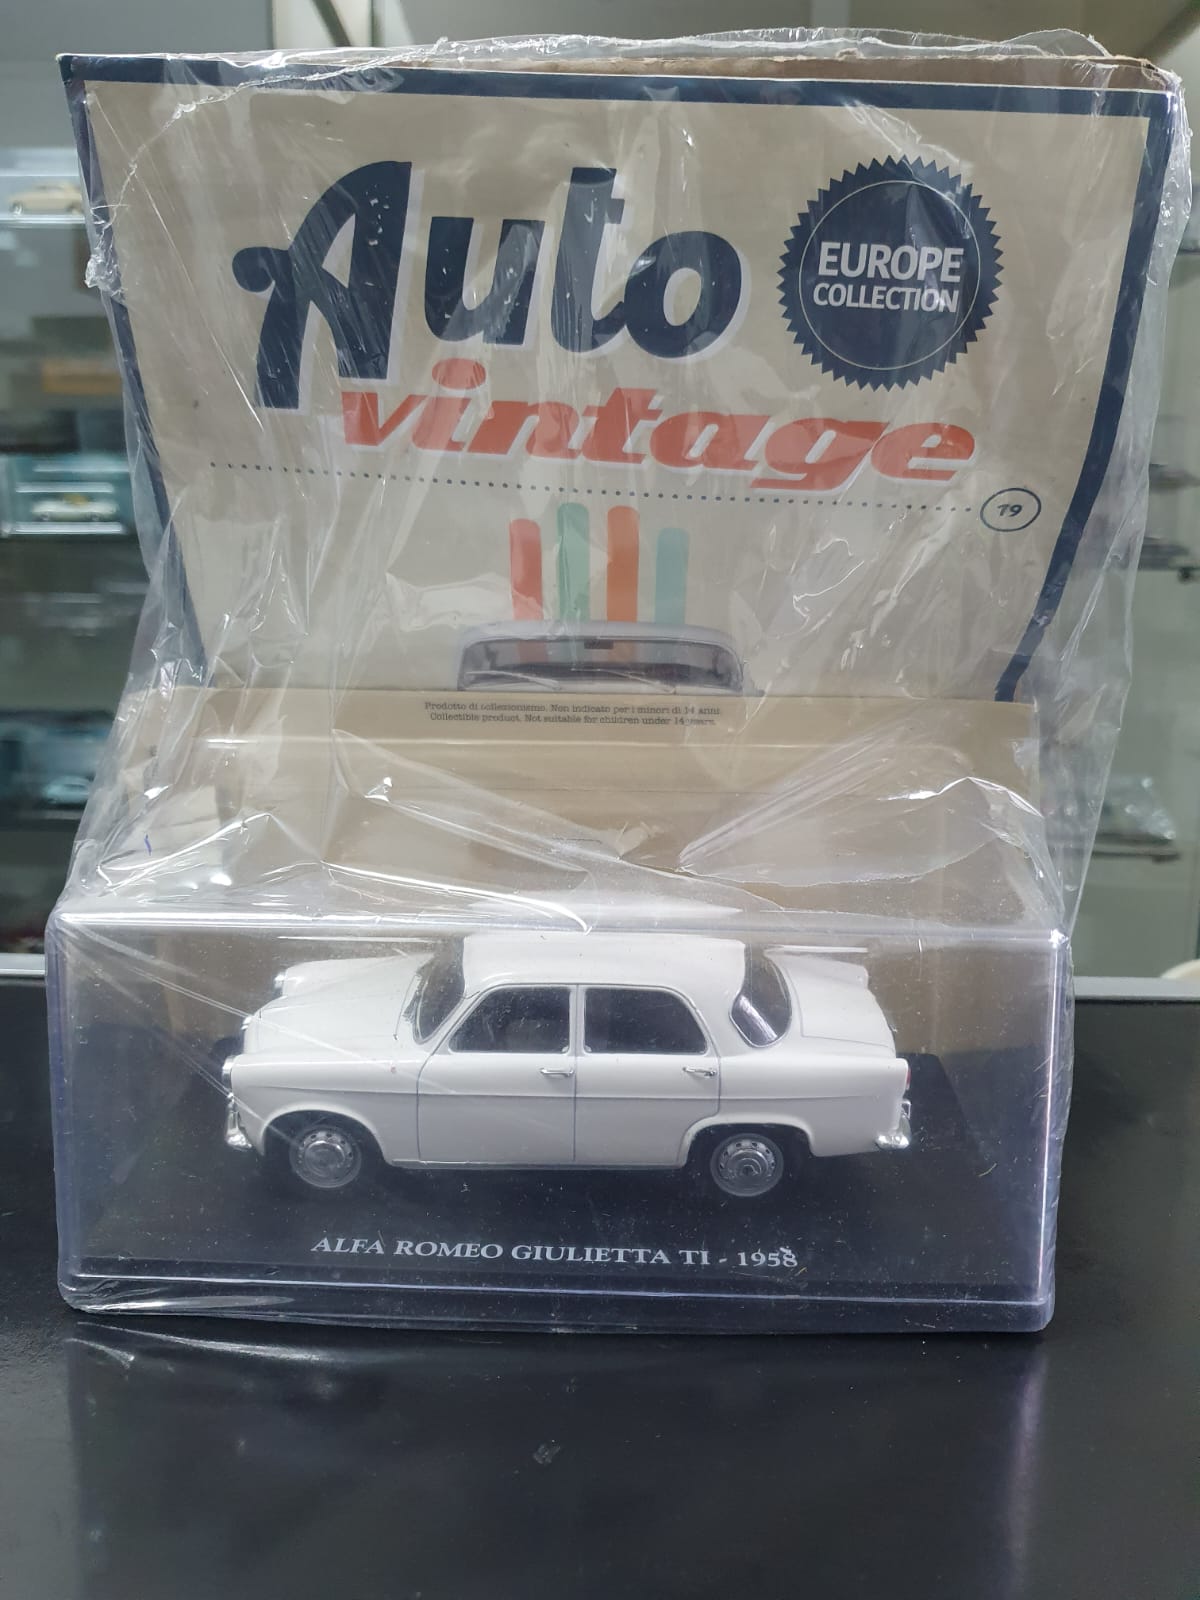 Auto
EUROPE
COLLECTION
vintage
19
Prodotto di collezionismo. Non indicato per i minori di 14 anni.
Collectible product. Not suitable for children under 14 years.
ALFA ROMEO GIULIETTA TI - 1958